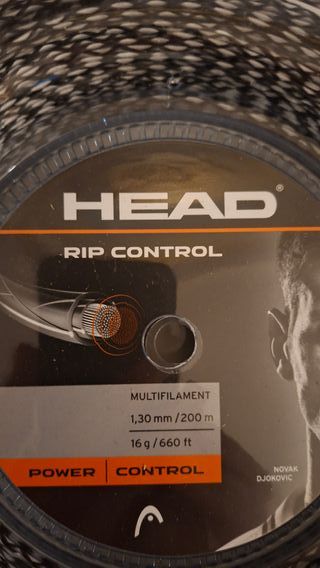 HEAD®
RIP CONTROL
MULTIFILAMENT
1,30 mm/200 m
16 g/660 ft
POWER | CONTROL
NOVAK
DJOKOVIC